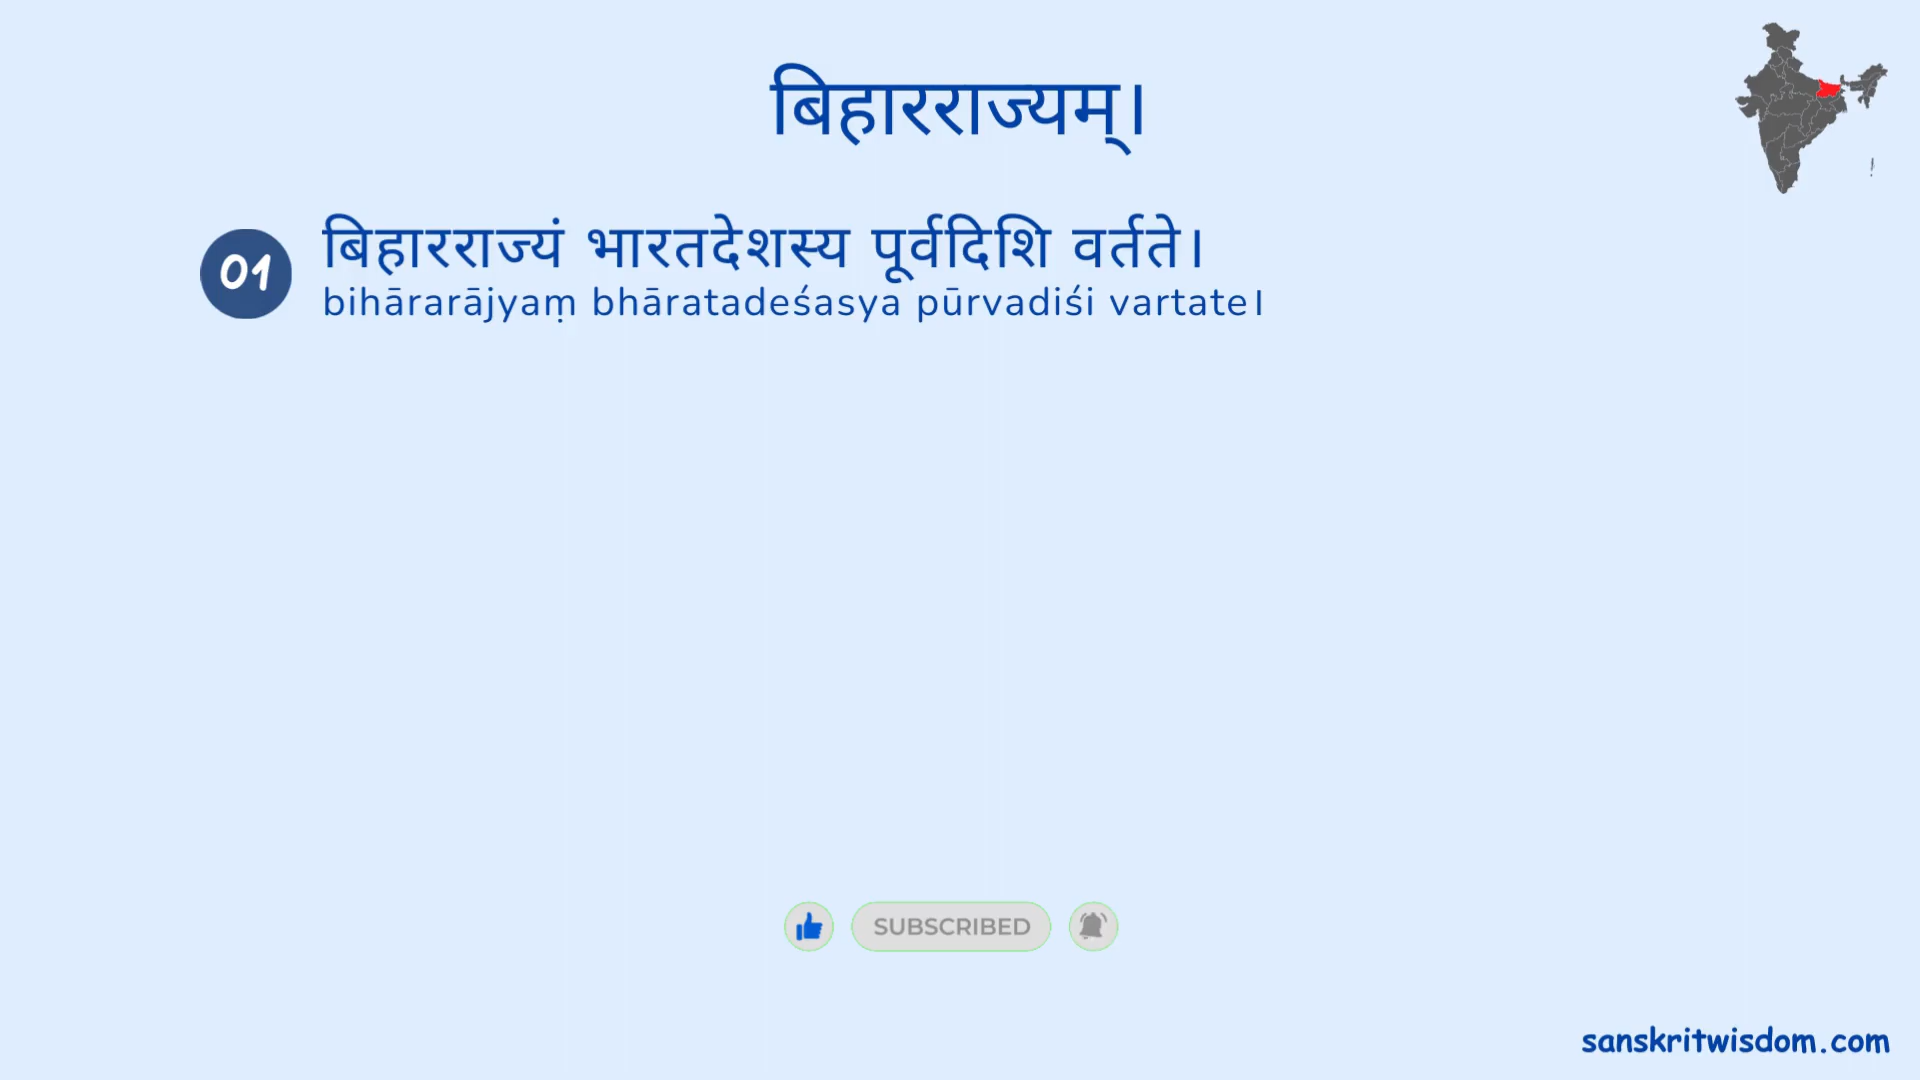 बिहारराज्यम्।
01
बिहारराज्यं भारतदेशस्य पूर्वदिशि वर्तते।
bihārarājyaṃ bhāratadeśasya pūrvadiśi vartate।
SUBSCRIBED
sanskritwisdom.com